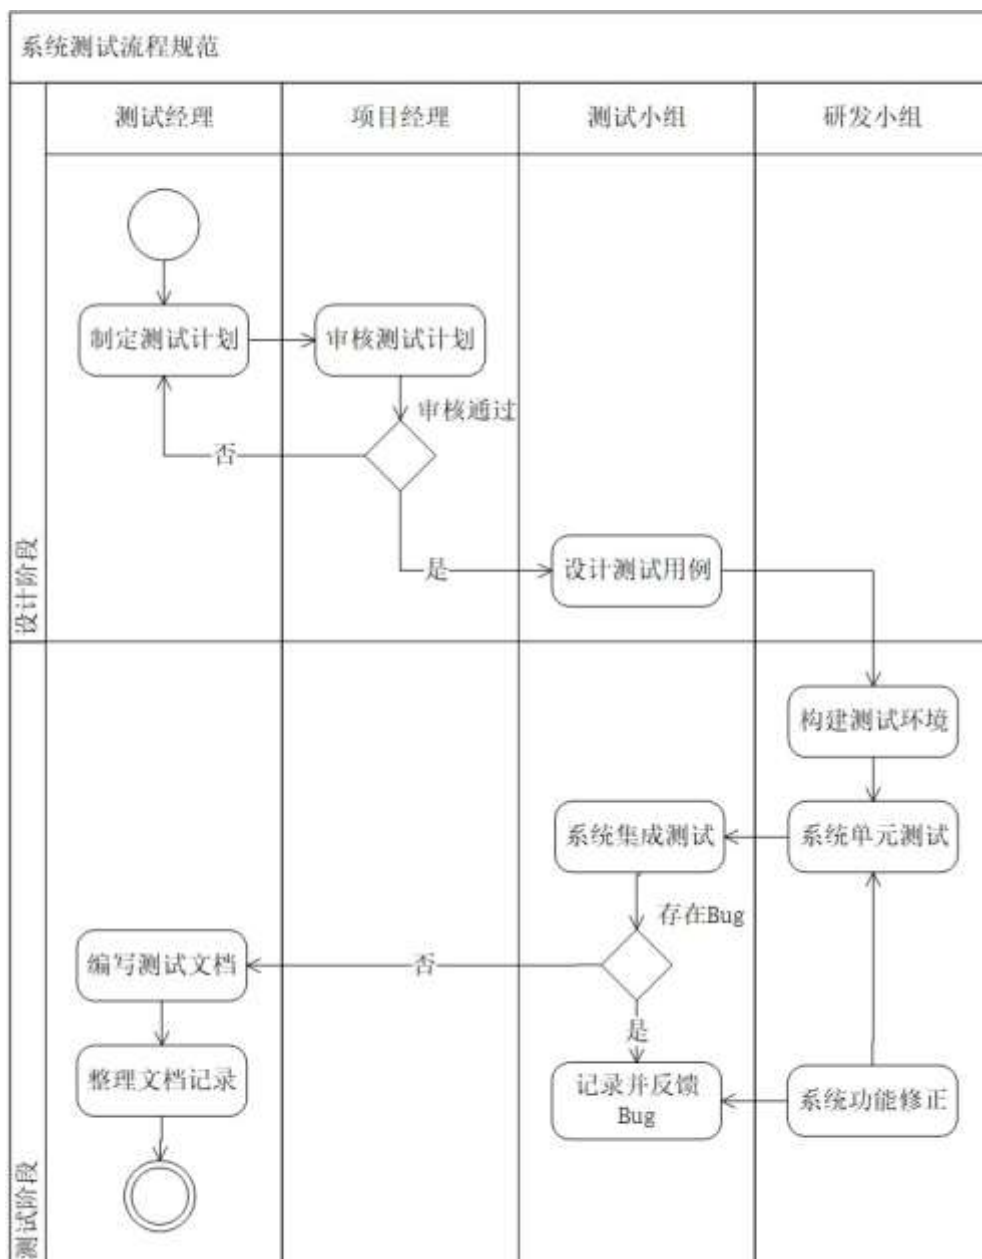 系统测试流程规范
测试经理
项目经理
测试小组
研发小组
制定测试计划
审核测试计划
审核通过
否
是
设计测试用例
设计阶段
构建测试环境
系统集成测试
系统单元测试
存在Bug
编写测试文档
否
是
整理文档记录
记录并反馈
Bug
系统功能修正
测试阶段